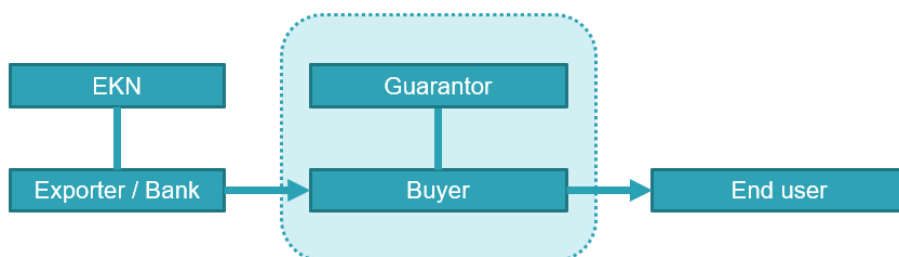 EKN
Guarantor
Exporter / Bank
Buyer
End user